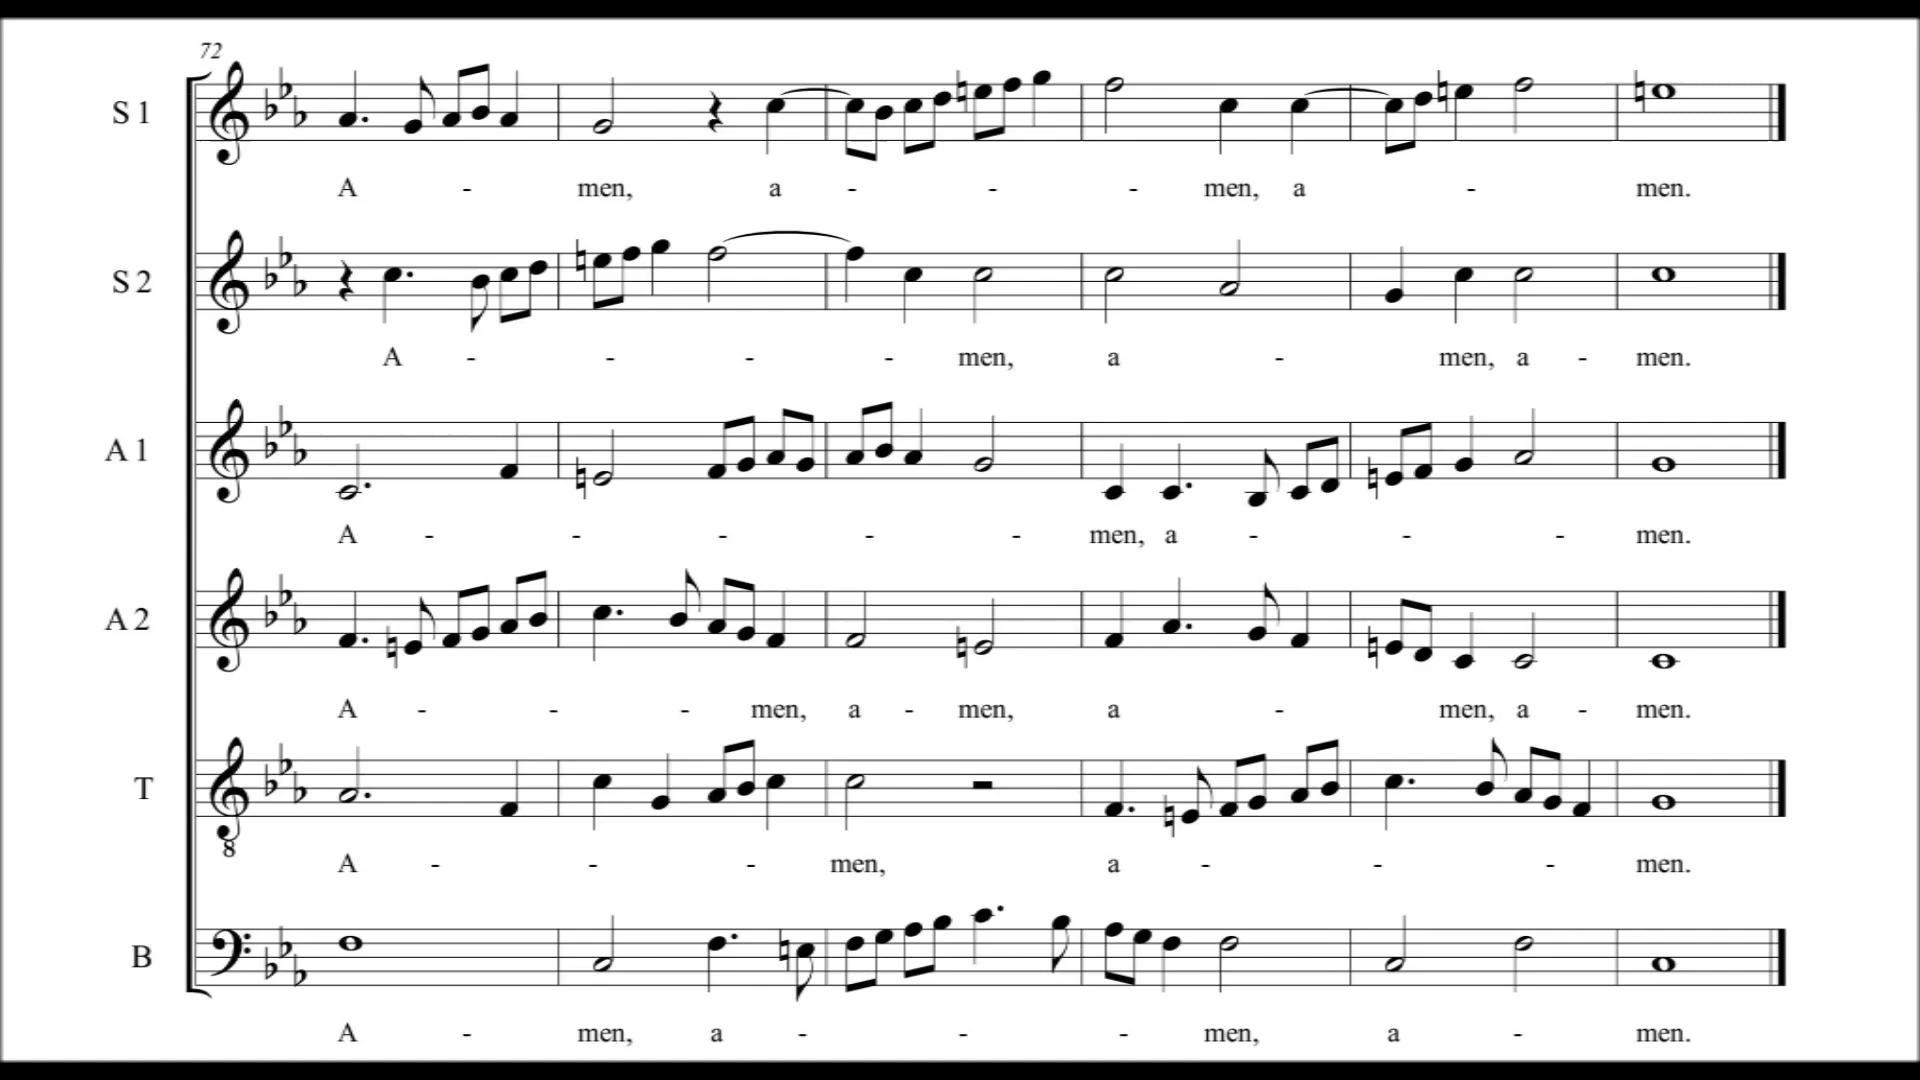 72
S 1
A - men, a - - - men, a - men.
S 2
A - - - - men, a - men, a - men.
A 1
A - - - - - men, a - - - men.
A 2
A - - - men, a - men, a - men, a - men.
T
A - - - men, a - - - men.
8
B
A - men, a - - - men, a - men.